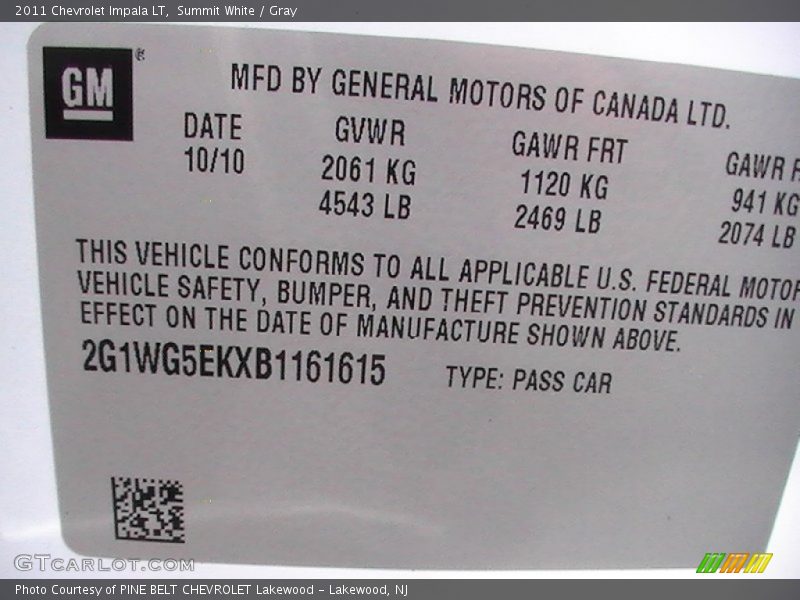 2011 Chevrolet Impala LT, Summit White / Gray
GM®
MFD BY GENERAL MOTORS OF CANADA LTD.
DATE GVWR GAWR FRT GAWR R
10/10 2061 KG 1120 KG 941 KG
4543 LB 2469 LB 2074 LB
THIS VEHICLE CONFORMS TO ALL APPLICABLE U.S. FEDERAL MOTOR
VEHICLE SAFETY, BUMPER, AND THEFT PREVENTION STANDARDS IN
EFFECT ON THE DATE OF MANUFACTURE SHOWN ABOVE.
2G1WG5EKXB1161615 TYPE: PASS CAR
GTCARLOT.COM
Photo Courtesy of PINE BELT CHEVROLET Lakewood - Lakewood, NJ